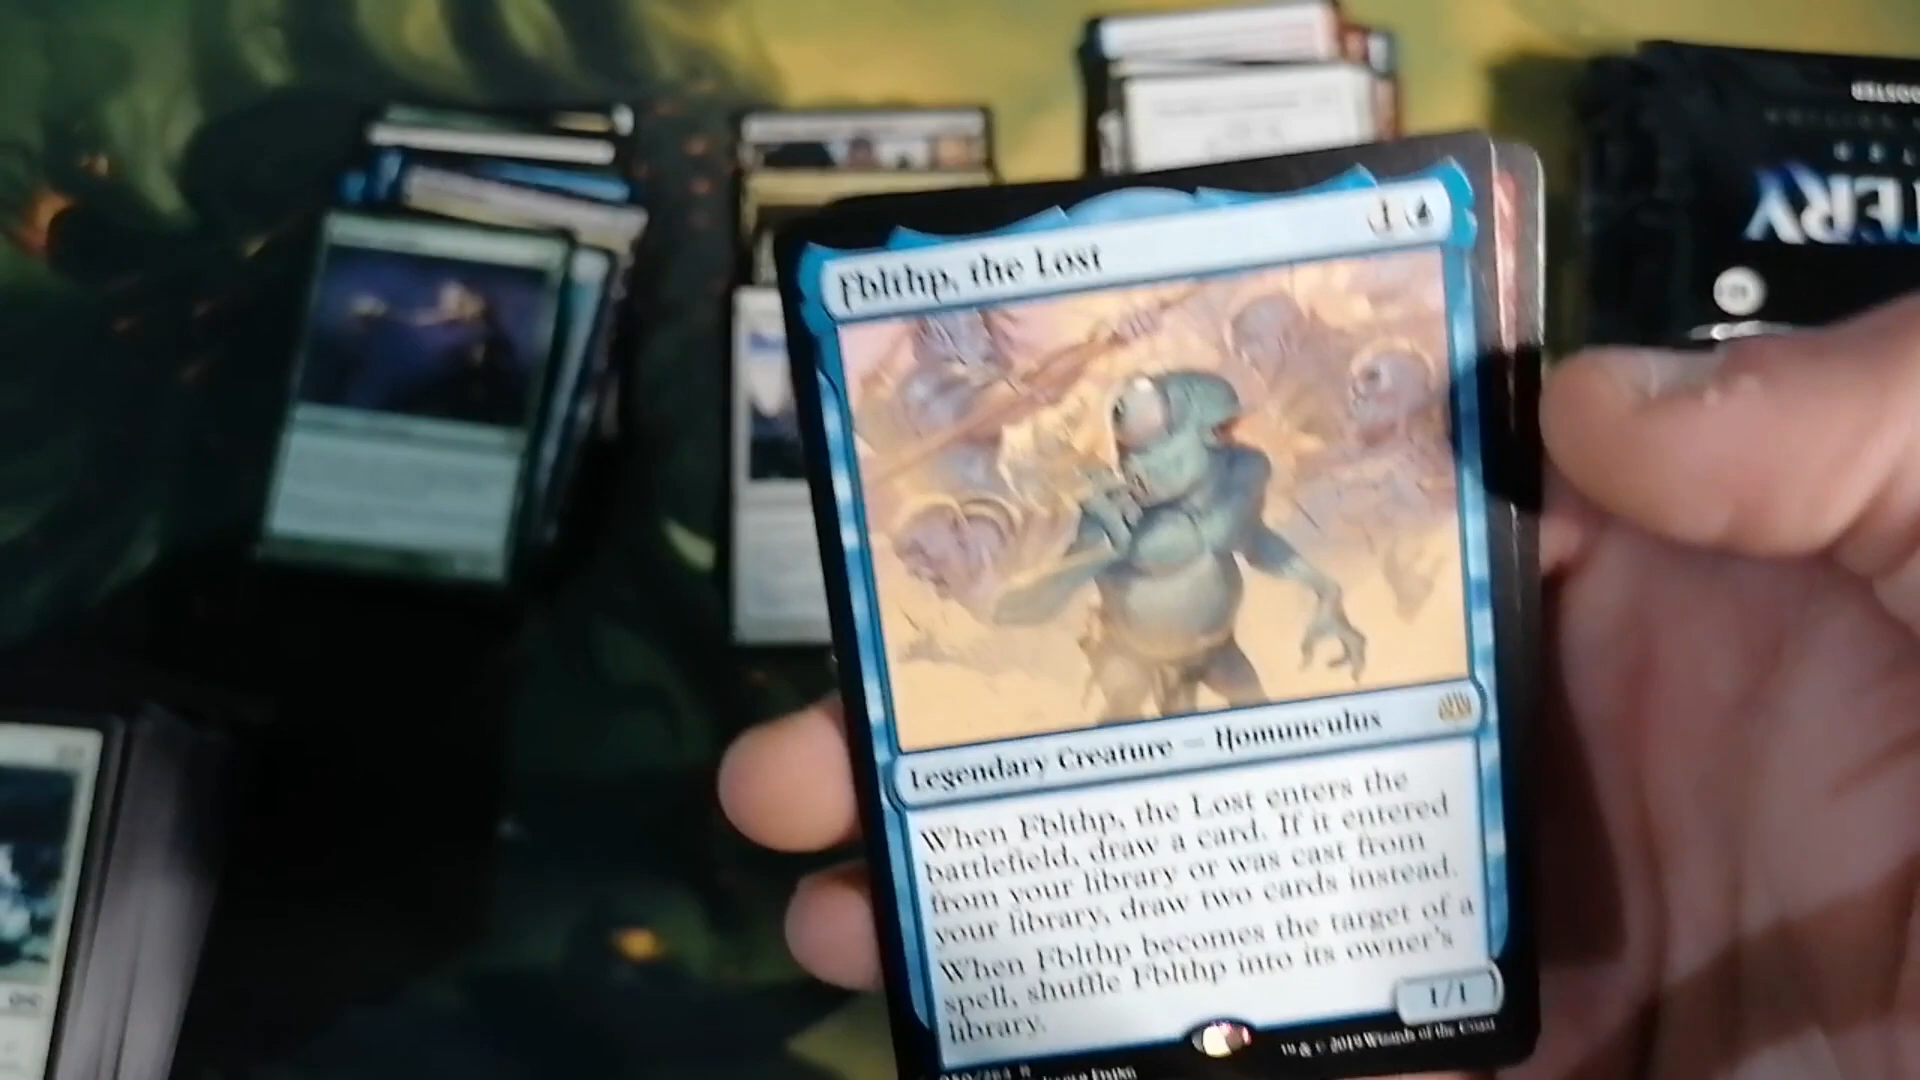 Fblthp, the Lost
1
Legendary Creature — Homunculus
When Fblthp, the Lost enters the
battlefield, draw a card. If it entered
from your library or was cast from
your library, draw two cards instead.
When Fblthp becomes the target of a
spell, shuffle Fblthp into its owner's
library.
1/1
™ & © 2019 Wizards of the Coast